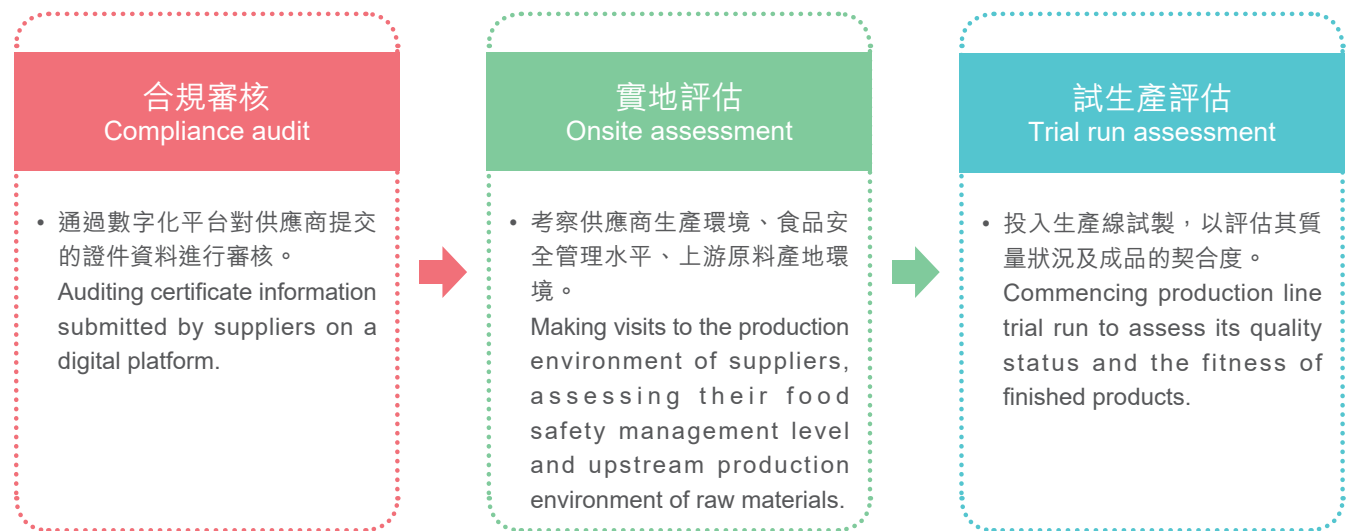 合規審核
Compliance audit
• 通過數字化平台對供應商提交
的證件資料進行審核。
Auditing certificate information
submitted by suppliers on a
digital platform.
實地評估
Onsite assessment
• 考察供應商生產環境、食品安
全管理水平、上游原料產地環
境。
Making visits to the production
environment of suppliers,
assessing their food
safety management level
and upstream production
environment of raw materials.
試生產評估
Trial run assessment
• 投入生產線試製，以評估其質
量狀況及成品的契合度。
Commencing production line
trial run to assess its quality
status and the fitness of
finished products.